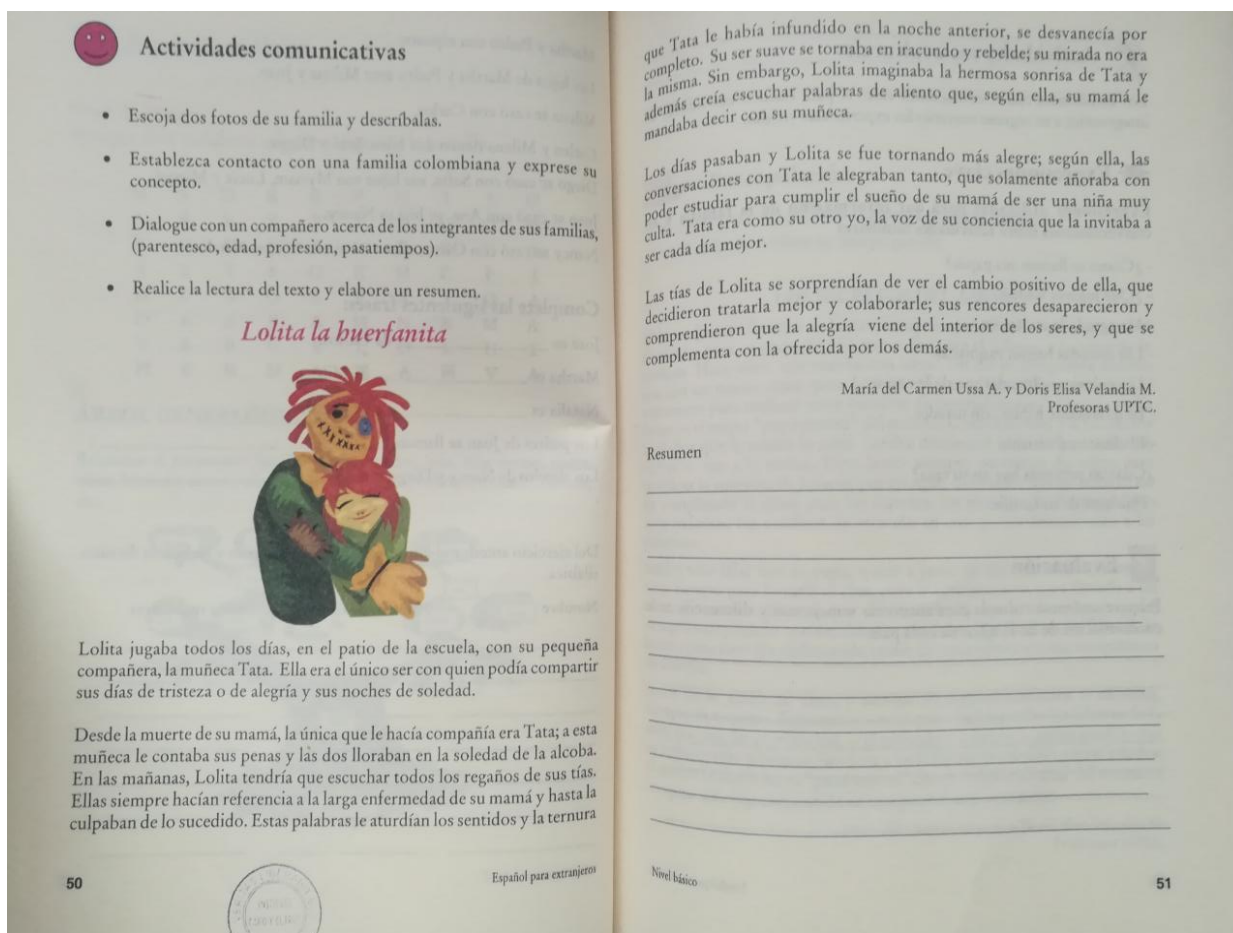 Actividades comunicativas
• Escoja dos fotos de su familia y descríbalas.
• Establezca contacto con una familia colombiana y exprese su
concepto.
• Dialogue con un compañero acerca de los integrantes de sus familias,
(parentesco, edad, profesión, pasatiempos).
• Realice la lectura del texto y elabore un resumen.
Lolita la huerfanita
Lolita jugaba todos los días, en el patio de la escuela, con su pequeña
compañera, la muñeca Tata. Ella era el único ser con quien podía compartir
sus días de tristeza o de alegría y sus noches de soledad.
Desde la muerte de su mamá, la única que le hacía compañía era Tata; a esta
muñeca le contaba sus penas y las dos lloraban en la soledad de la alcoba.
En las mañanas, Lolita tendría que escuchar todos los regaños de sus tías.
Ellas siempre hacían referencia a la larga enfermedad de su mamá y hasta la
culpaban de lo sucedido. Estas palabras le aturdían los sentidos y la ternura
50
Español para extranjeros
que Tata le había infundido en la noche anterior, se desvanecía por
completo. Su ser suave se tornaba en iracundo y rebelde; su mirada no era
la misma. Sin embargo, Lolita imaginaba la hermosa sonrisa de Tata y
además creía escuchar palabras de aliento que, según ella, su mamá le
mandaba decir con su muñeca.
Los días pasaban y Lolita se fue tornando más alegre; según ella, las
conversaciones con Tata le alegraban tanto, que solamente añoraba con
poder estudiar para cumplir el sueño de su mamá de ser una niña muy
culta. Tata era como su otro yo, la voz de su conciencia que la invitaba a
ser cada día mejor.
Las tías de Lolita se sorprendían de ver el cambio positivo de ella, que
decidieron tratarla mejor y colaborarle; sus rencores desaparecieron y
comprendieron que la alegría viene del interior de los seres, y que se
complementa con la ofrecida por los demás.
María del Carmen Ussa A. y Doris Elisa Velandia M.
Profesoras UPTC.
Resumen
Nivel básico
51